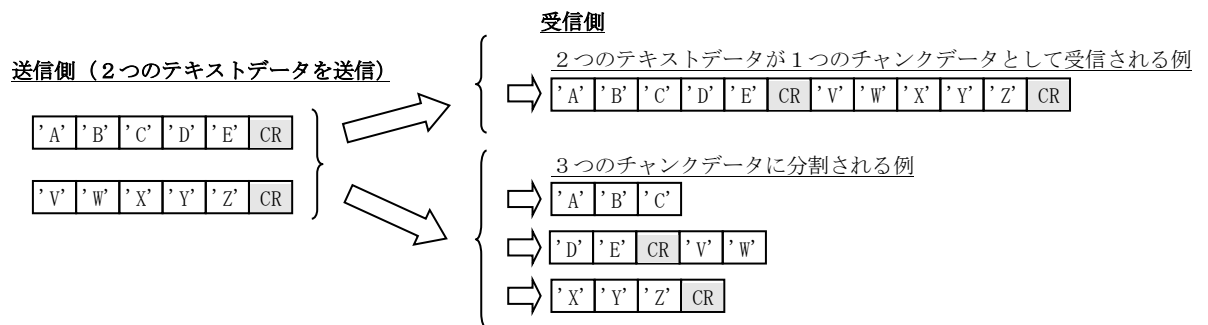 受信側
送信側（２つのテキストデータを送信）
２つのテキストデータが１つのチャンクデータとして受信される例
'A' 'B' 'C' 'D' 'E' CR 'V' 'W' 'X' 'Y' 'Z' CR
'A' 'B' 'C' 'D' 'E' CR
'V' 'W' 'X' 'Y' 'Z' CR
３つのチャンクデータに分割される例
'A' 'B' 'C'
'D' 'E' CR 'V' 'W'
'X' 'Y' 'Z' CR